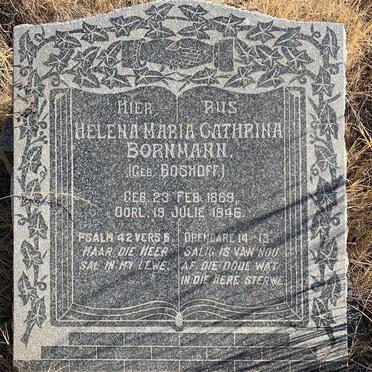 HIER RUS
HELENA MARIA CATHRINA
BORNMANN.
(GEB. BOSHOFF)
GEB. 23 FEB. 1869,
OORL. 19 JULIE 1946.
PSALM 42 VERS 6.
MAAR DIE HEER
SAL IN MY LEWE.
OPENBARE 14-13.
SALIG IS VAN NOU
AF DIE DODE WAT
IN DIE HERE STERWE.